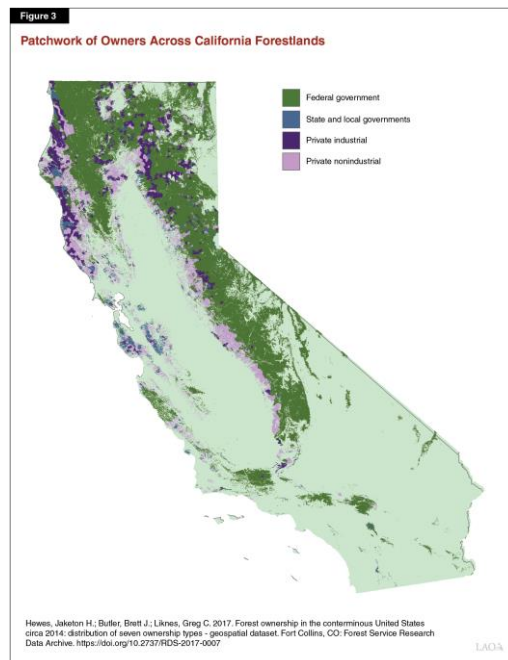 Figure 3
Patchwork of Owners Across California Forestlands
Federal government
State and local governments
Private industrial
Private nonindustrial
Hewes, Jaketon H.; Butler, Brett J.; Liknes, Greg C. 2017. Forest ownership in the conterminous United States
circa 2014: distribution of seven ownership types - geospatial dataset. Fort Collins, CO: Forest Service Research
Data Archive. https://doi.org/10.2737/RDS-2017-0007
LAO